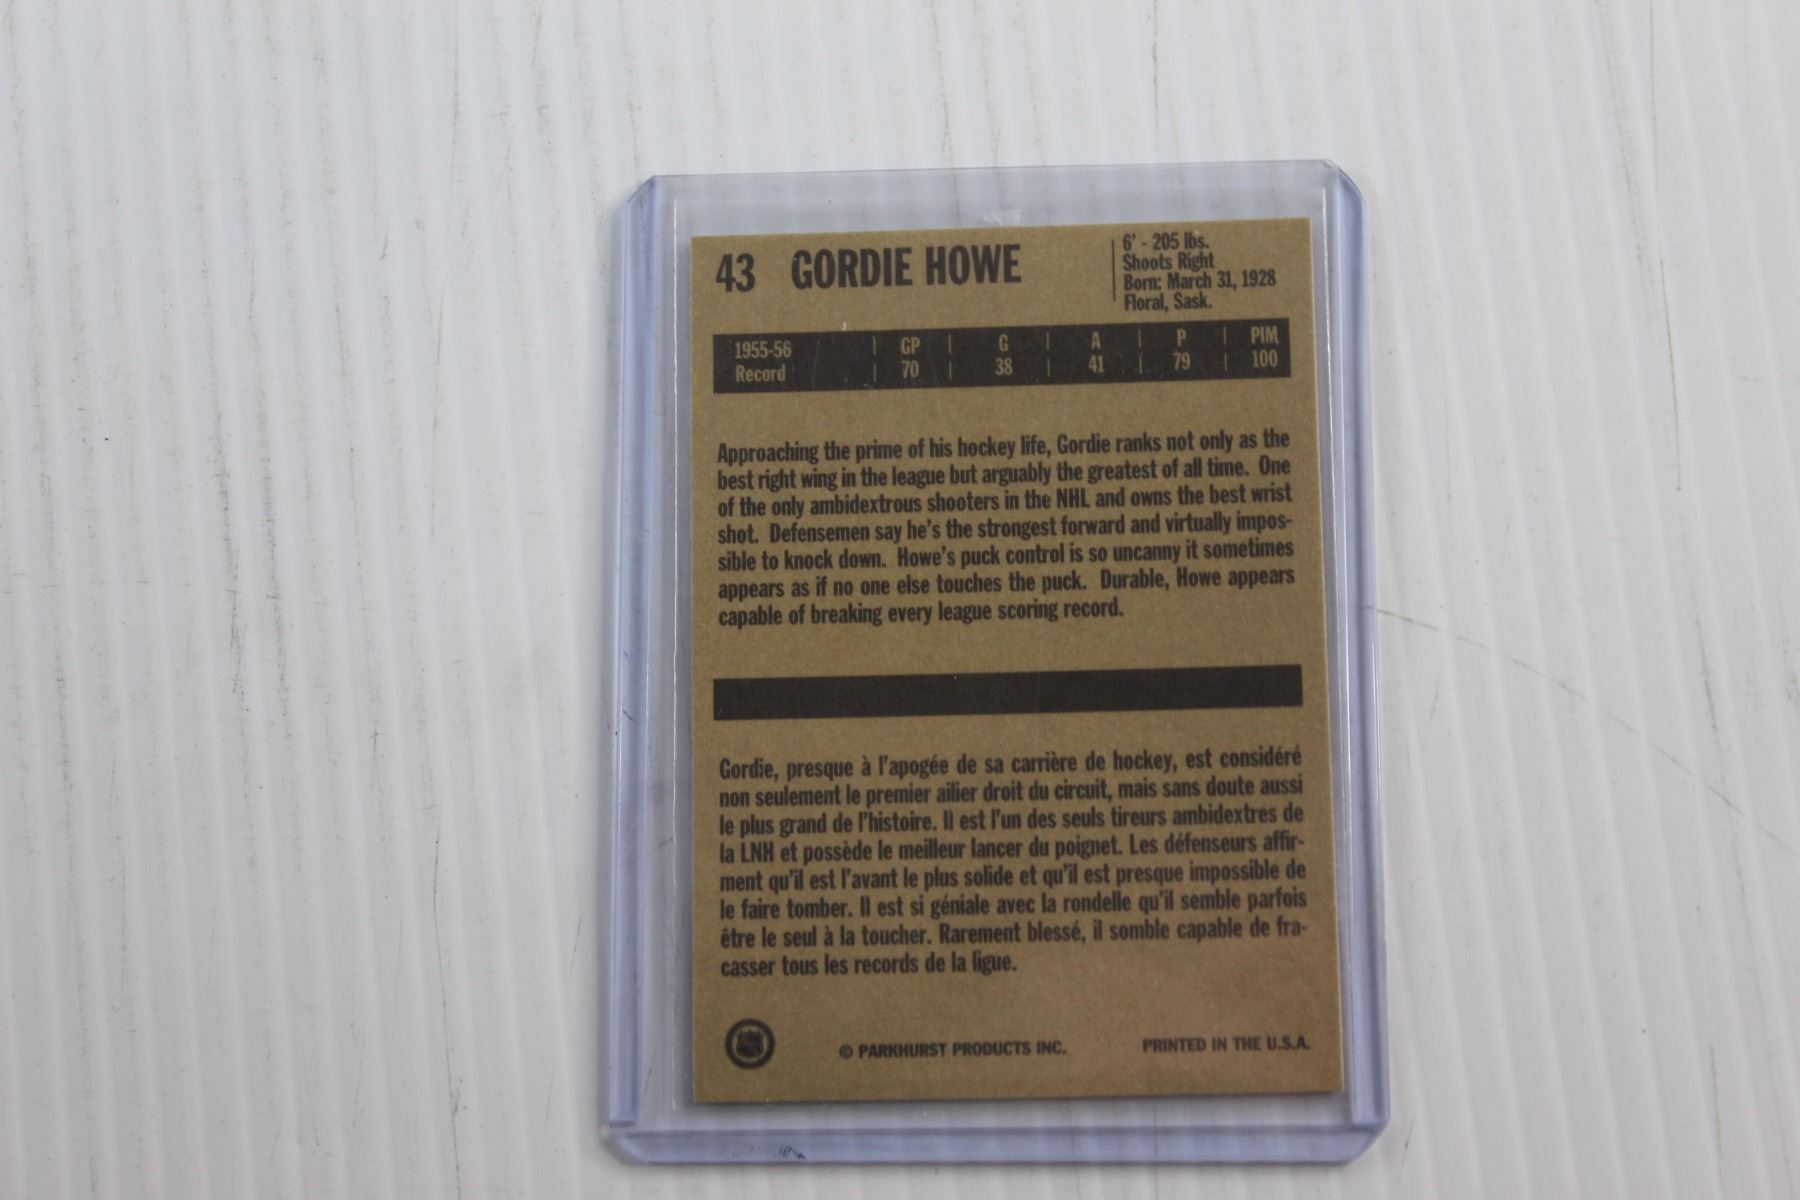 43 GORDIE HOWE
6' - 205 lbs.
Shoots Right
Born: March 31, 1928
Floral, Sask.
1955-56 | GP | G | A | P | PIM
Record | 70 | 38 | 41 | 79 | 100
Approaching the prime of his hockey life, Gordie ranks not only as the
best right wing in the league but arguably the greatest of all time. One
of the only ambidextrous shooters in the NHL and owns the best wrist
shot. Defensemen say he's the strongest forward and virtually impos-
sible to knock down. Howe's puck control is so uncanny it sometimes
appears as if no one else touches the puck. Durable, Howe appears
capable of breaking every league scoring record.
Gordie, presque à l'apogée de sa carrière de hockey, est considéré
non seulement le premier ailier droit du circuit, mais sans doute aussi
le plus grand de l'histoire. Il est l'un des seuls tireurs ambidextres de
la LNH et possède le meilleur lancer du poignet. Les défenseurs affir-
ment qu'il est l'avant le plus solide et qu'il est presque impossible de
le faire tomber. Il est si géniale avec la rondelle qu'il semble parfois
être le seul à la toucher. Rarement blessé, il somble capable de fra-
casser tous les records de la ligue.
© PARKHURST PRODUCTS INC. PRINTED IN THE U.S.A.